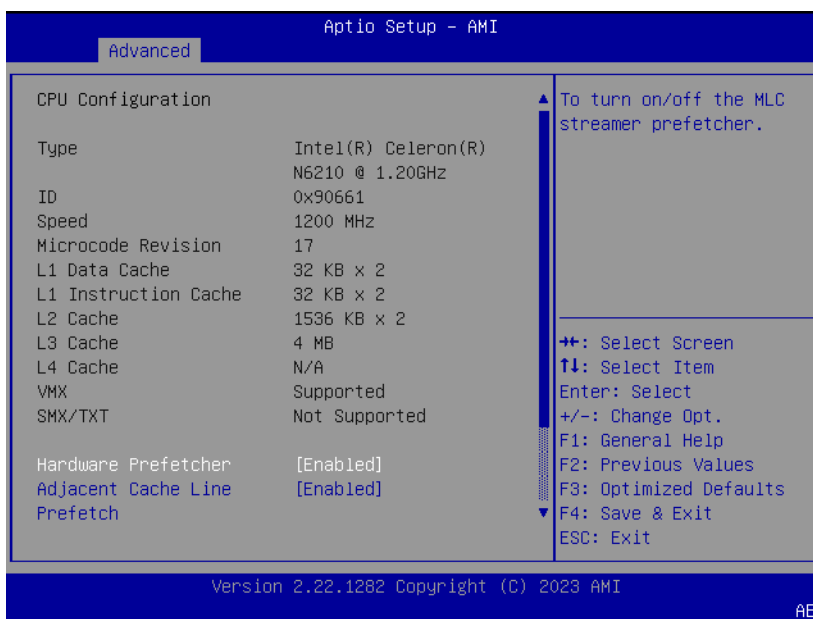 Aptio Setup - AMI
Advanced
CPU Configuration
Type Intel(R) Celeron(R)
N6210 @ 1.20GHz
ID 0x90661
Speed 1200 MHz
Microcode Revision 17
L1 Data Cache 32 KB x 2
L1 Instruction Cache 32 KB x 2
L2 Cache 1536 KB x 2
L3 Cache 4 MB
L4 Cache N/A
VMX Supported
SMX/TXT Not Supported
Hardware Prefetcher [Enabled]
Adjacent Cache Line [Enabled]
Prefetch
To turn on/off the MLC
streamer prefetcher.
→←: Select Screen
↑↓: Select Item
Enter: Select
+/-: Change Opt.
F1: General Help
F2: Previous Values
F3: Optimized Defaults
F4: Save & Exit
ESC: Exit
Version 2.22.1282 Copyright (C) 2023 AMI